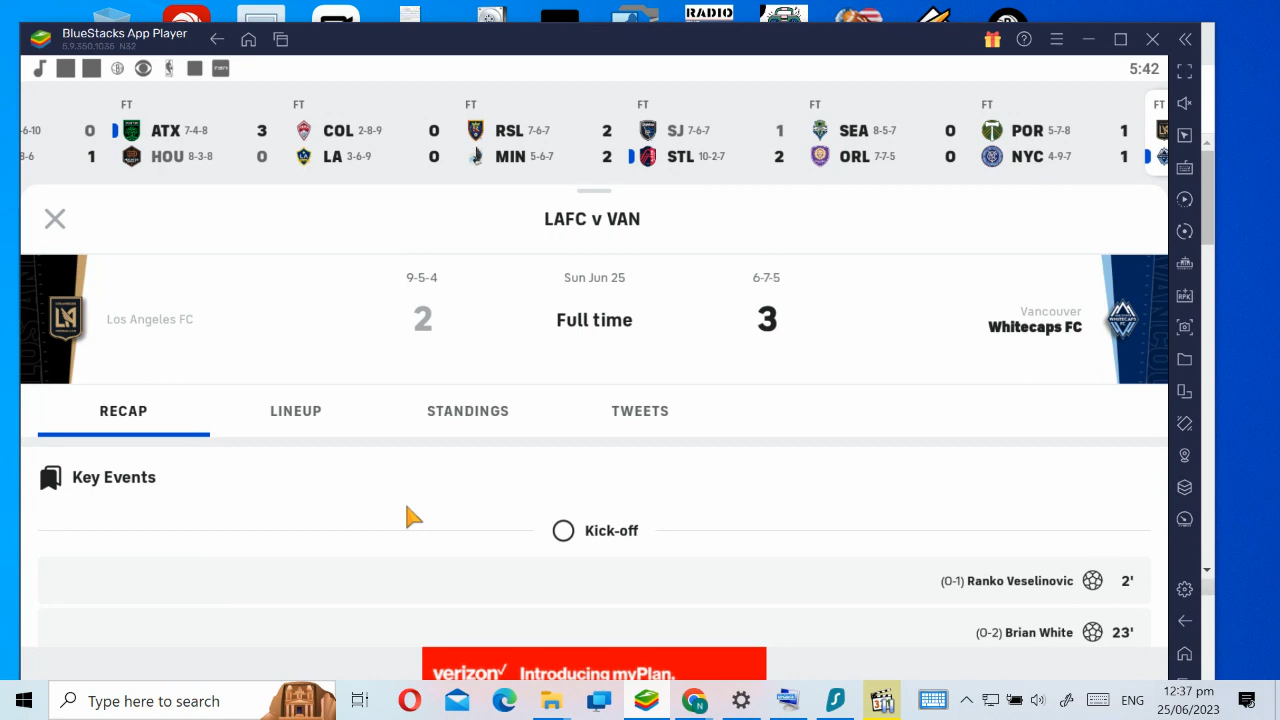 RADIO
BlueStacks App Player
5.9.350.1038 N32
5:42
FT FT FT FT FT FT FT
-6-10 0 ATX 7-4-8 3 COL 2-8-9 0 RSL 7-6-7 2 SJ 7-6-7 1 SEA 8-5-7 0 POR 5-7-8 1
8-6 1 HOU 8-3-8 0 LA 3-6-9 0 MIN 5-6-7 2 STL 10-2-7 2 ORL 7-7-5 0 NYC 4-9-7 1
LAFC v VAN
9-5-4 Sun Jun 25 6-7-5
Los Angeles FC 2 Full time 3 Vancouver
Whitecaps FC
RECAP LINEUP STANDINGS TWEETS
Key Events
Kick-off
(0-1) Ranko Veselinovic 2'
(0-2) Brian White 23'
verizon Introducing myPlan.
Type here to search
ENG
12:37 pm
25/06/2023